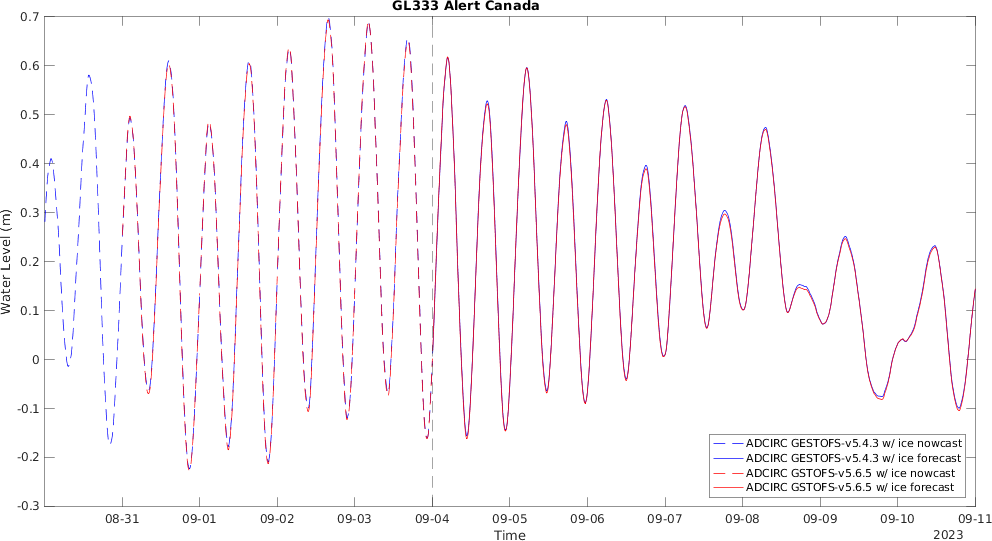 GL333 Alert Canada
0.7
0.6
0.5
0.4
0.3
0.2
0.1
0
-0.1
-0.2
-0.3
Water Level (m)
ADCIRC GESTOFS-v5.4.3 w/ ice nowcast
ADCIRC GESTOFS-v5.4.3 w/ ice forecast
ADCIRC GSTOFS-v5.6.5 w/ ice nowcast
ADCIRC GSTOFS-v5.6.5 w/ ice forecast
08-31 09-01 09-02 09-03 09-04 09-05 09-06 09-07 09-08 09-09 09-10 09-11
Time
2023